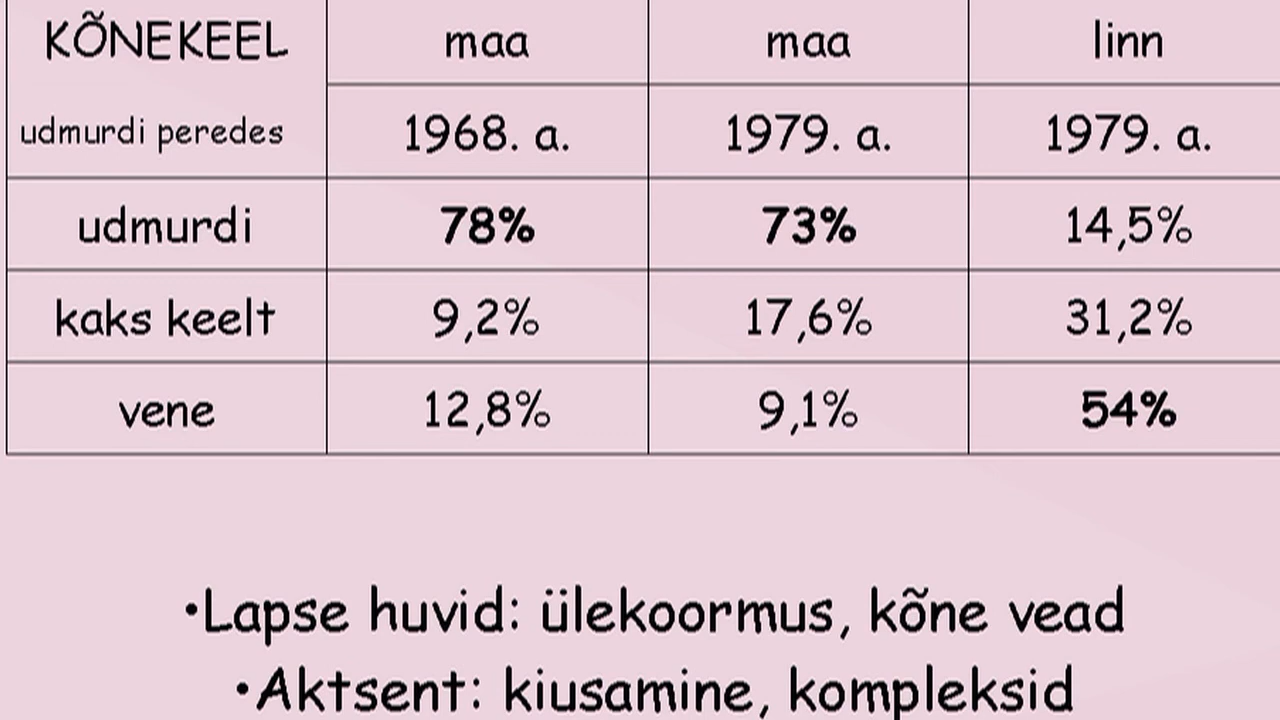 KÕNEKEEL maa maa linn
udmurdi peredes 1968. a. 1979. a. 1979. a.
udmurdi 78% 73% 14,5%
kaks keelt 9,2% 17,6% 31,2%
vene 12,8% 9,1% 54%
•Lapse huvid: ülekoormus, kõne vead
•Aktsent: kiusamine, kompleksid